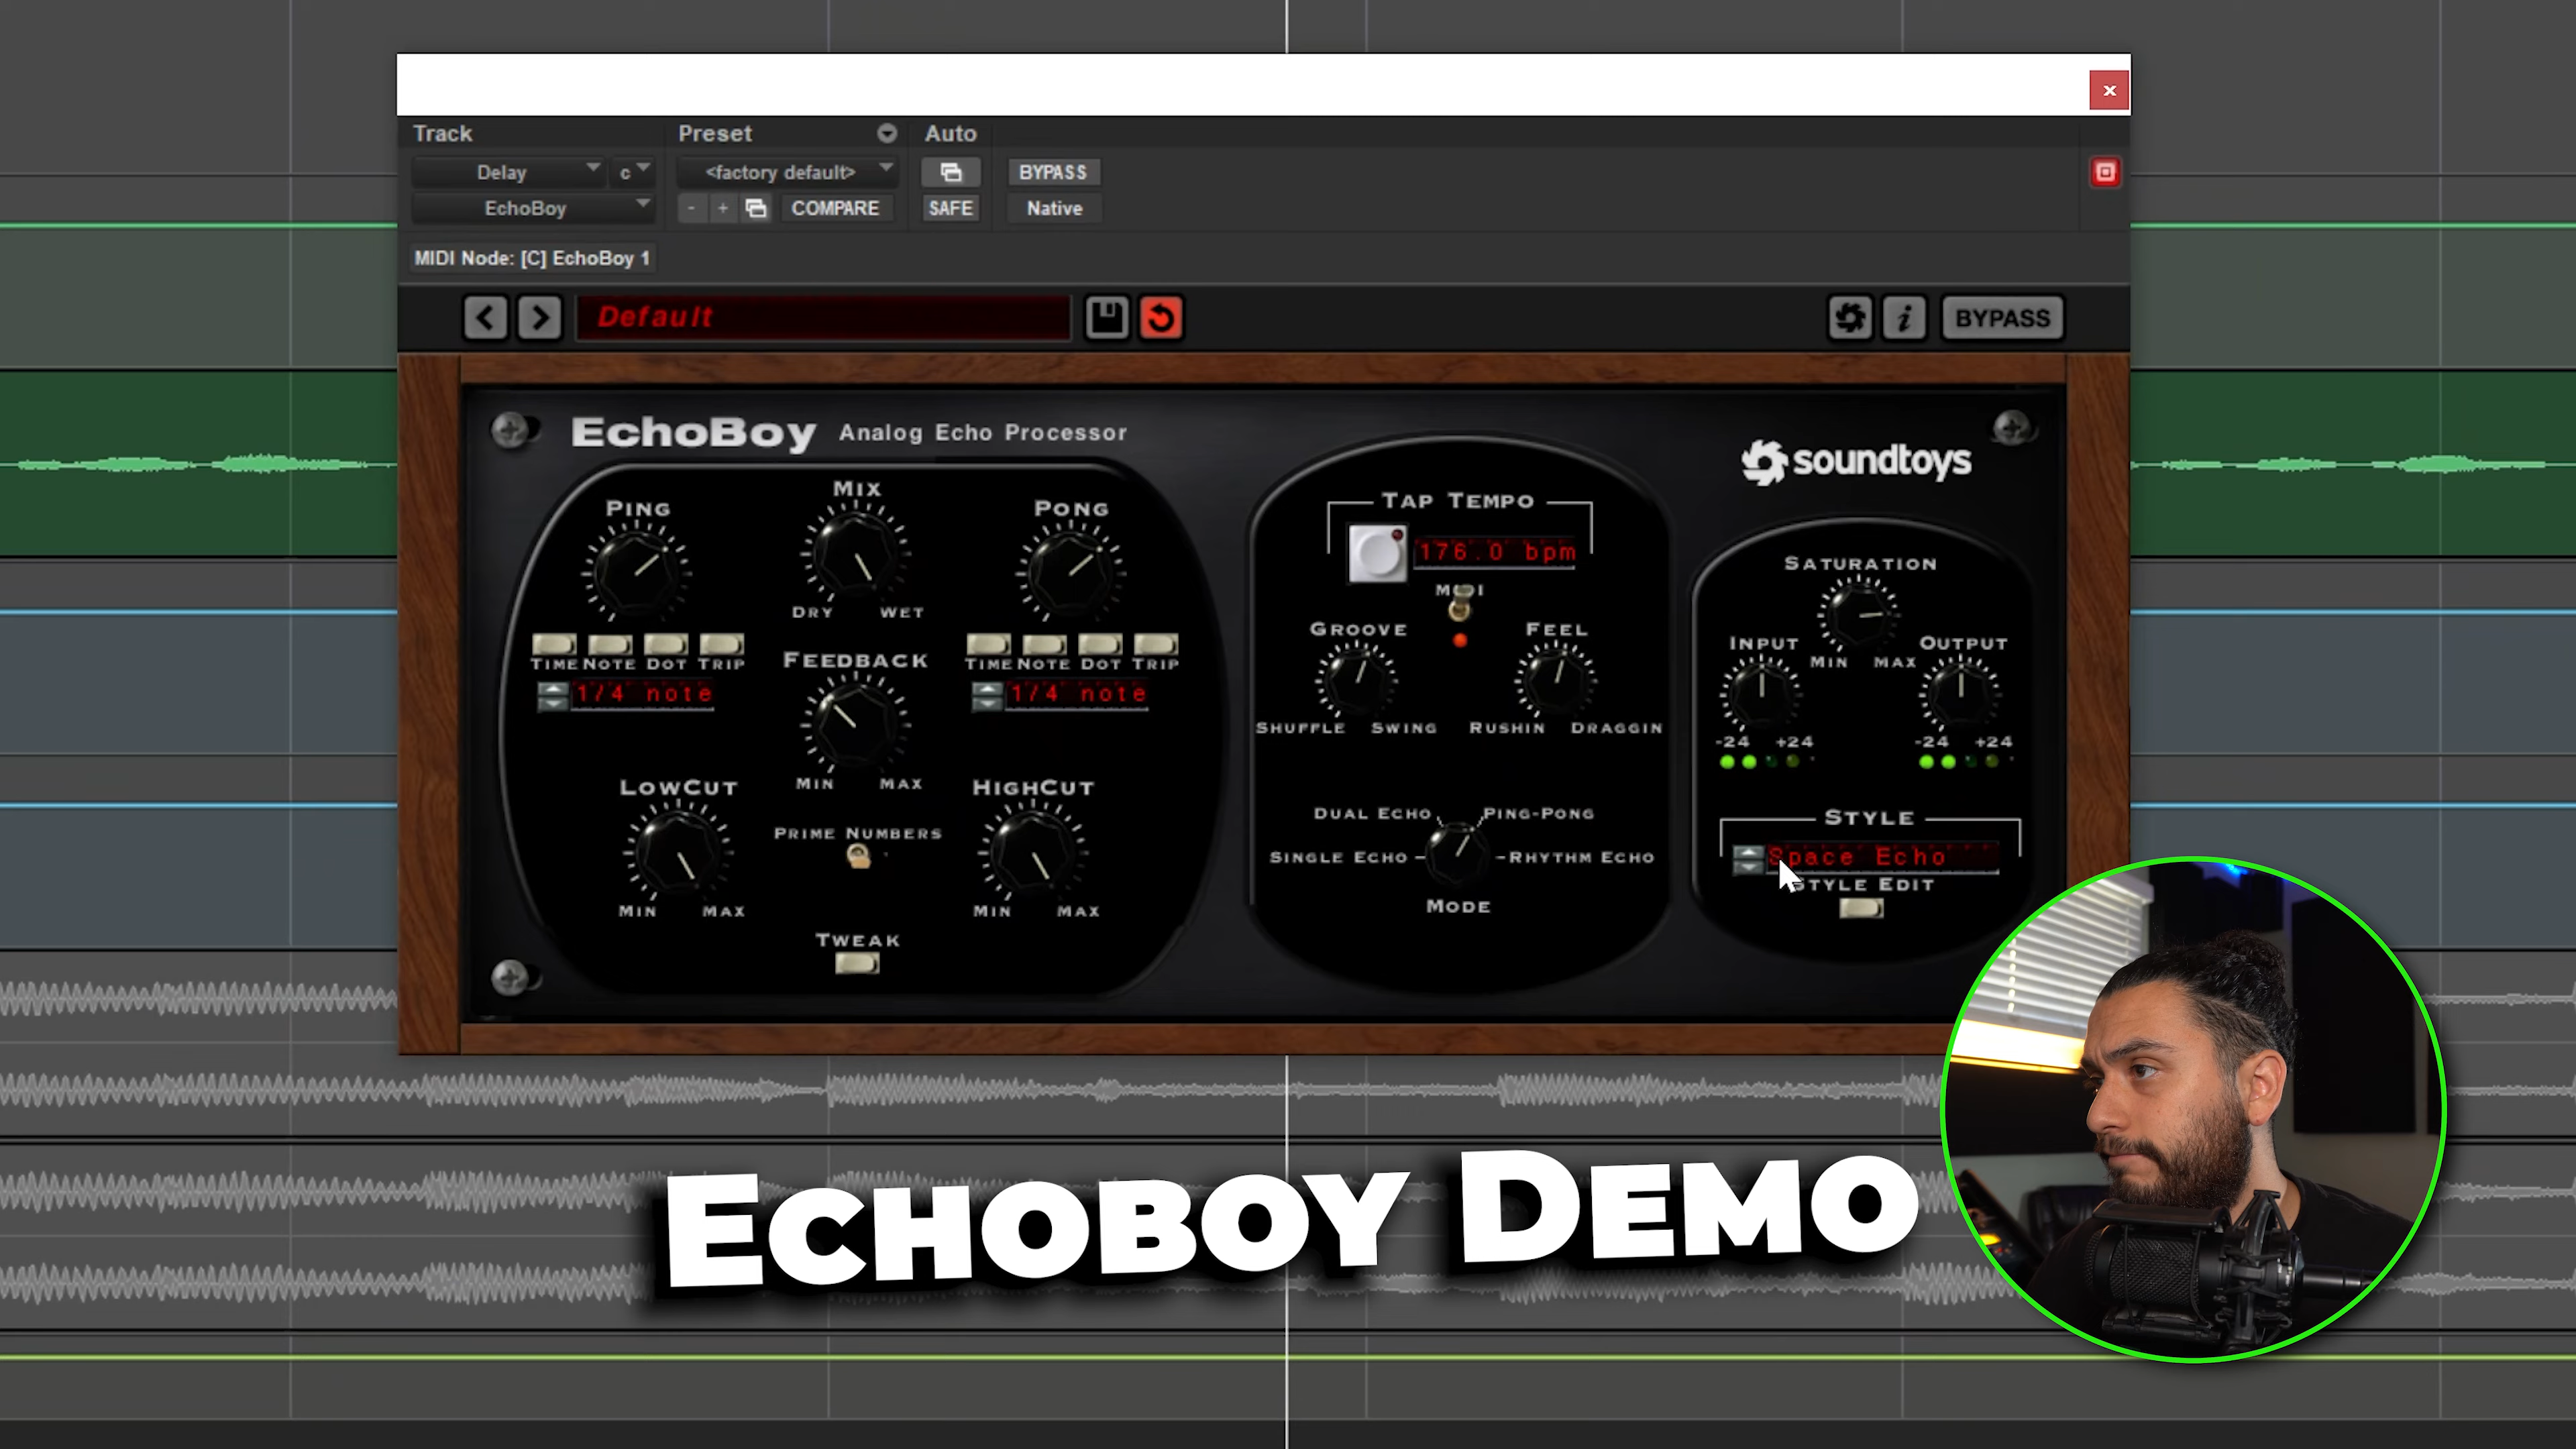 Track
Preset
Auto
Delay
c
<factory default>
BYPASS
EchoBoy
-
+
COMPARE
SAFE
Native
MIDI Node: [C] EchoBoy 1
Default
i
BYPASS
EchoBoy Analog Echo Processor
soundtoys
PING
MIX
PONG
DRY WET
TIME NOTE DOT TRIP
TIME NOTE DOT TRIP
1/4 note
FEEDBACK
1/4 note
MIN MAX
LOWCUT
HIGHCUT
PRIME NUMBERS
MIN MAX
MIN MAX
TWEAK
TAP TEMPO
176.0 bpm
MIDI
GROOVE
FEEL
SHUFFLE SWING
RUSHIN DRAGGIN
DUAL ECHO
PING-PONG
SINGLE ECHO
RHYTHM ECHO
MODE
SATURATION
INPUT
OUTPUT
MIN MAX
-24 +24
-24 +24
STYLE
Space Echo
STYLE EDIT
ECHOBOY DEMO